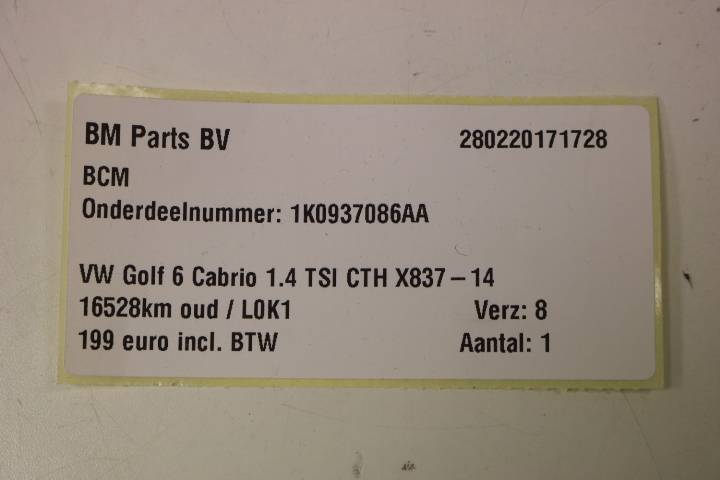 BM Parts BV 280220171728
BCM
Onderdeelnummer: 1K0937086AA
VW Golf 6 Cabrio 1.4 TSI CTH X837-14
16528km oud / L0K1 Verz: 8
199 euro incl. BTW Aantal: 1